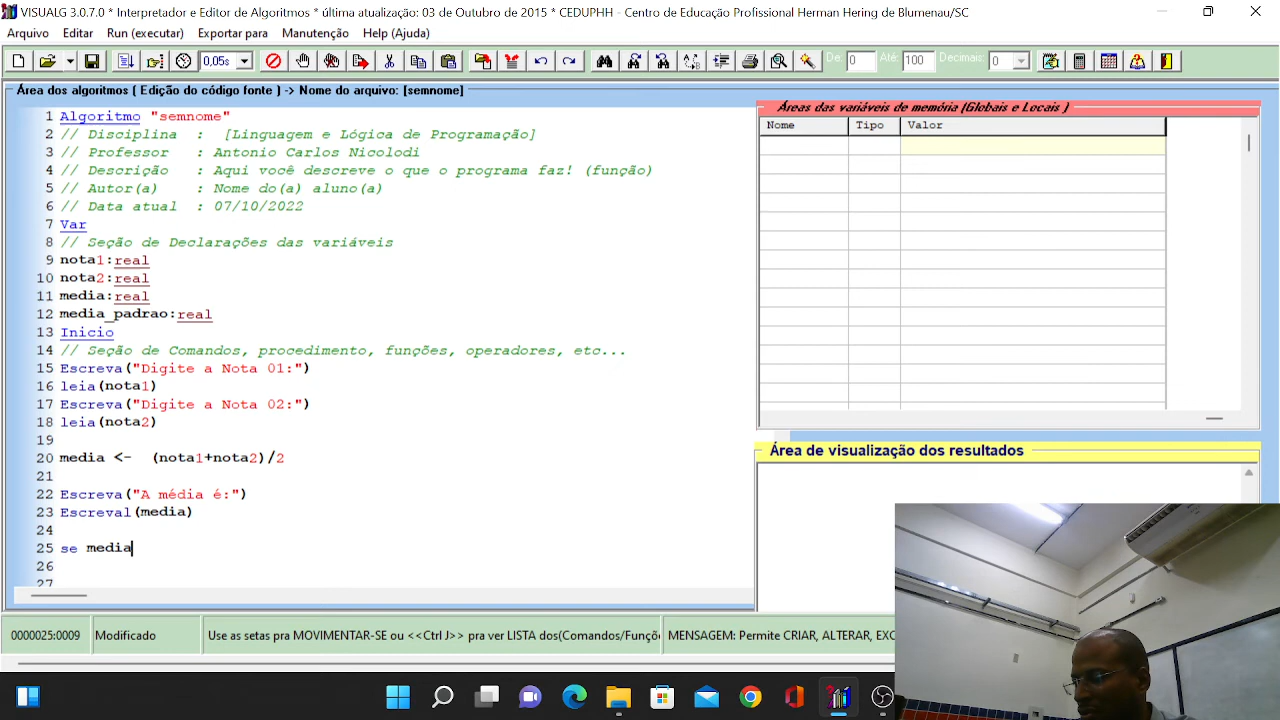 VISUALG 3.0.7.0 * Interpretador e Editor de Algoritmos * última atualização: 03 de Outubro de 2015 * CEDUPHH - Centro de Educação Profissional Herman Hering de Blumenau/SC
Arquivo Editar Run (executar) Exportar para Manutenção Help (Ajuda)
0,05s De: 0 Até: 100 Decimais: 0
Área dos algoritmos ( Edição do código fonte ) -> Nome do arquivo: [semnome]
1 Algoritmo "semnome"
2 // Disciplina : [Linguagem e Lógica de Programação]
3 // Professor : Antonio Carlos Nicolodi
4 // Descrição : Aqui você descreve o que o programa faz! (função)
5 // Autor(a) : Nome do(a) aluno(a)
6 // Data atual : 07/10/2022
7 Var
8 // Seção de Declarações das variáveis
9 nota1:real
10 nota2:real
11 media:real
12 media_padrao:real
13 Inicio
14 // Seção de Comandos, procedimento, funções, operadores, etc...
15 Escreva("Digite a Nota 01:")
16 leia(nota1)
17 Escreva("Digite a Nota 02:")
18 leia(nota2)
19
20 media <- (nota1+nota2)/2
21
22 Escreva("A média é:")
23 Escreval(media)
24
25 se media
26
27
Áreas das variáveis de memória (Globais e Locais )
Nome Tipo Valor
Área de visualização dos resultados
0000025:0009 Modificado Use as setas pra MOVIMENTAR-SE ou <<Ctrl J>> pra ver LISTA dos(Comandos/Funçõe MENSAGEM: Permite CRIAR, ALTERAR, EXC